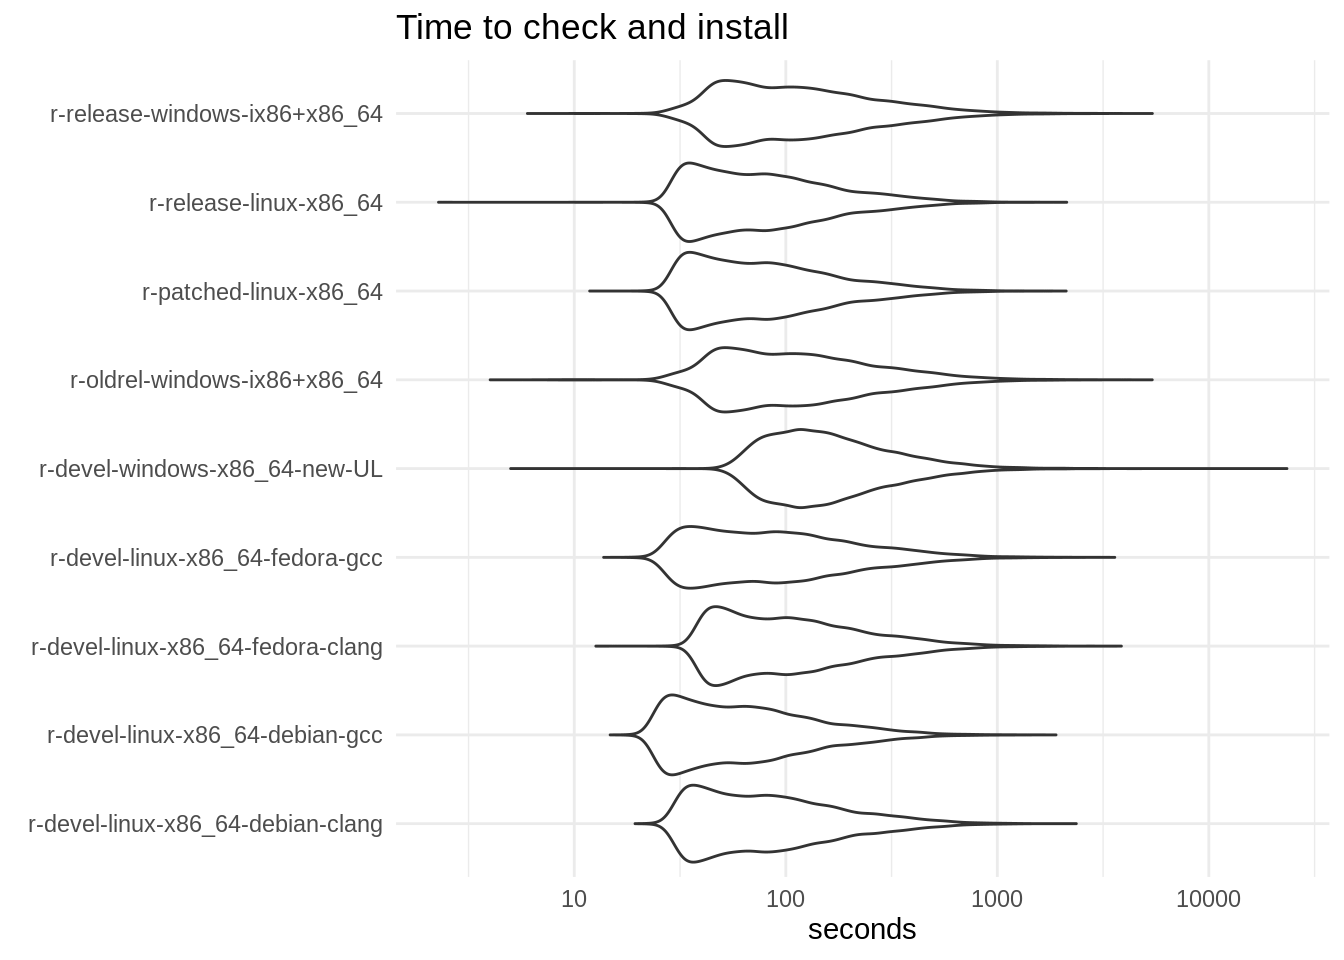 Time to check and install
r-release-windows-ix86+x86_64
r-release-linux-x86_64
r-patched-linux-x86_64
r-oldrel-windows-ix86+x86_64
r-devel-windows-x86_64-new-UL
r-devel-linux-x86_64-fedora-gcc
r-devel-linux-x86_64-fedora-clang
r-devel-linux-x86_64-debian-gcc
r-devel-linux-x86_64-debian-clang
10 100 1000 10000
seconds